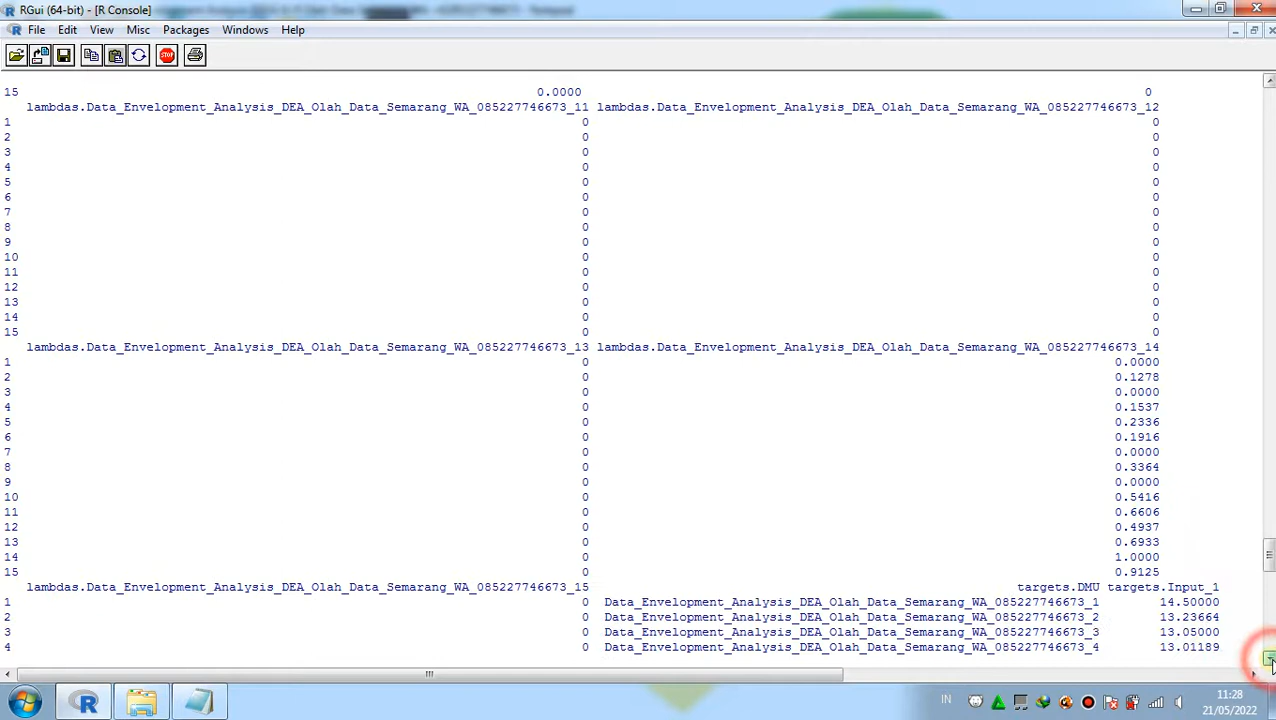 RGui (64-bit) - [R Console]
File Edit View Misc Packages Windows Help
STOP
15 0.0000 0
lambdas.Data_Envelopment_Analysis_DEA_Olah_Data_Semarang_WA_085227746673_11 lambdas.Data_Envelopment_Analysis_DEA_Olah_Data_Semarang_WA_085227746673_12
1 0 0
2 0 0
3 0 0
4 0 0
5 0 0
6 0 0
7 0 0
8 0 0
9 0 0
10 0 0
11 0 0
12 0 0
13 0 0
14 0 0
15 0 0
lambdas.Data_Envelopment_Analysis_DEA_Olah_Data_Semarang_WA_085227746673_13 lambdas.Data_Envelopment_Analysis_DEA_Olah_Data_Semarang_WA_085227746673_14
1 0 0.0000
2 0 0.1278
3 0 0.0000
4 0 0.1537
5 0 0.2336
6 0 0.1916
7 0 0.0000
8 0 0.3364
9 0 0.0000
10 0 0.5416
11 0 0.6606
12 0 0.4937
13 0 0.6933
14 0 1.0000
15 0 0.9125
lambdas.Data_Envelopment_Analysis_DEA_Olah_Data_Semarang_WA_085227746673_15 targets.DMU targets.Input_1
1 0 Data_Envelopment_Analysis_DEA_Olah_Data_Semarang_WA_085227746673_1 14.50000
2 0 Data_Envelopment_Analysis_DEA_Olah_Data_Semarang_WA_085227746673_2 13.23664
3 0 Data_Envelopment_Analysis_DEA_Olah_Data_Semarang_WA_085227746673_3 13.05000
4 0 Data_Envelopment_Analysis_DEA_Olah_Data_Semarang_WA_085227746673_4 13.01189
IN
11:28
21/05/2022